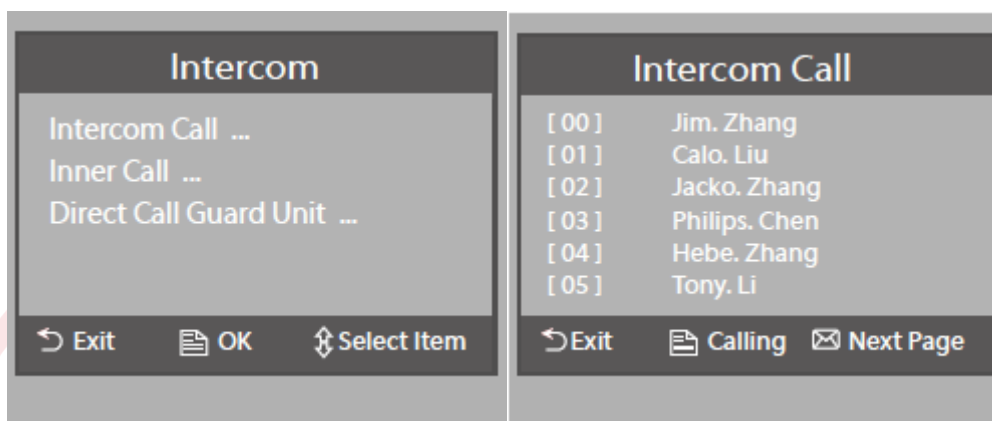 Intercom
Intercom Call ...
Inner Call ...
Direct Call Guard Unit ...
Exit OK Select Item
Intercom Call
[ 00 ] Jim. Zhang
[ 01 ] Calo. Liu
[ 02 ] Jacko. Zhang
[ 03 ] Philips. Chen
[ 04 ] Hebe. Zhang
[ 05 ] Tony. Li
Exit Calling Next Page